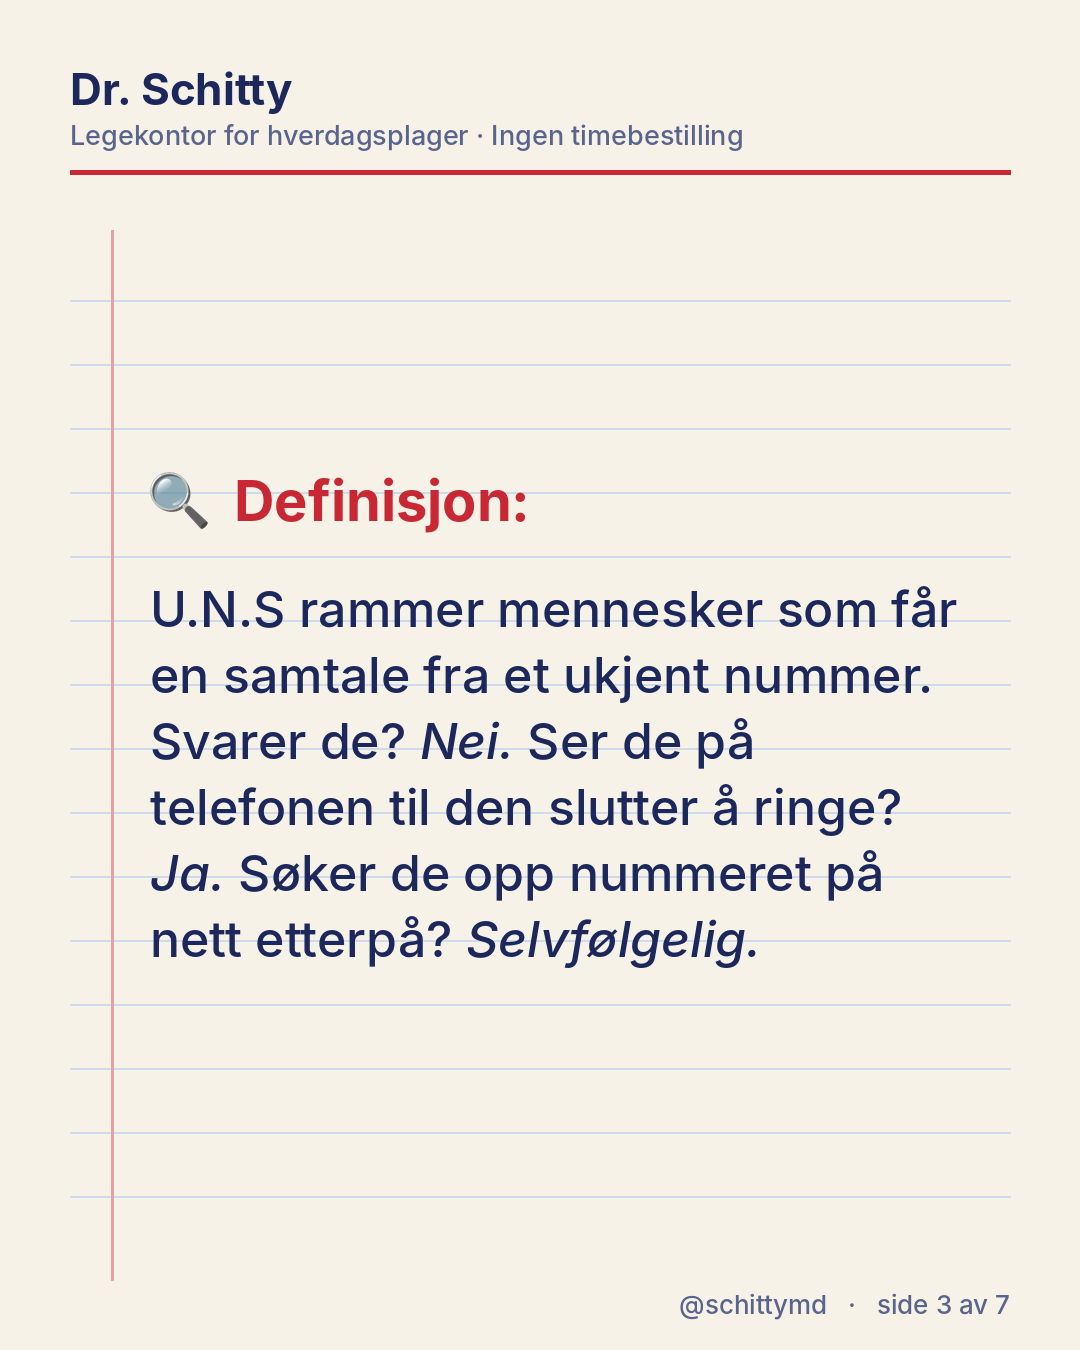 Dr. Schitty
Legekontor for hverdagsplager · Ingen timebestilling
🔍 Definisjon:
U.N.S rammer mennesker som får
en samtale fra et ukjent nummer.
Svarer de? Nei. Ser de på
telefonen til den slutter å ringe?
Ja. Søker de opp nummeret på
nett etterpå? Selvfølgelig.
@schittymd · side 3 av 7